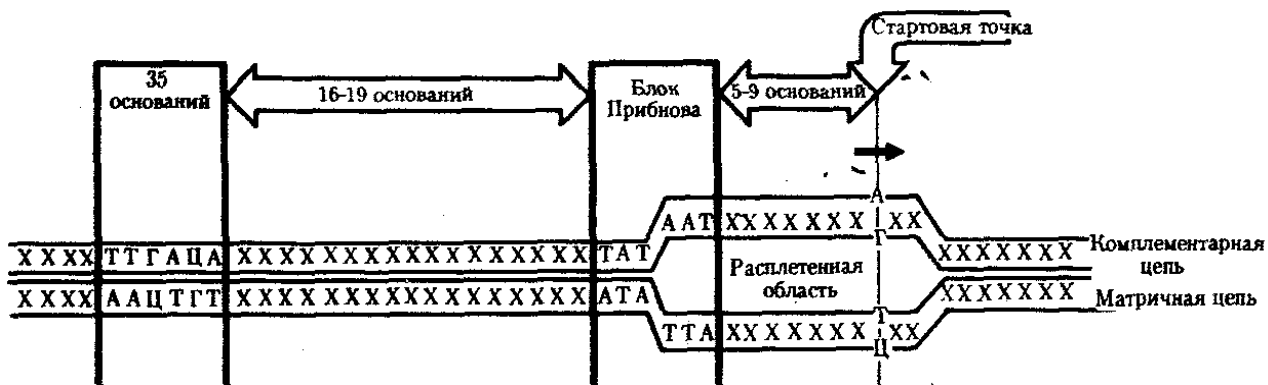 Стартовая точка
35
оснований
16-19 оснований
Блок
Прибнова
5-9 оснований
А
ААТ ХХХХХХХ ХХ
Г
ХХХХ ТТГАЦА ХХХХХХХХХХХХХХХХХ ТАТ
ХХХХХХХ
Комплементарная
цепь
Расплетенная
область
ХХХХ ААЦТГТ ХХХХХХХХХХХХХХХХХ АТА
ХХХХХХХ
Матричная цепь
Т
ТТА ХХХХХХХ ХХ
Ц